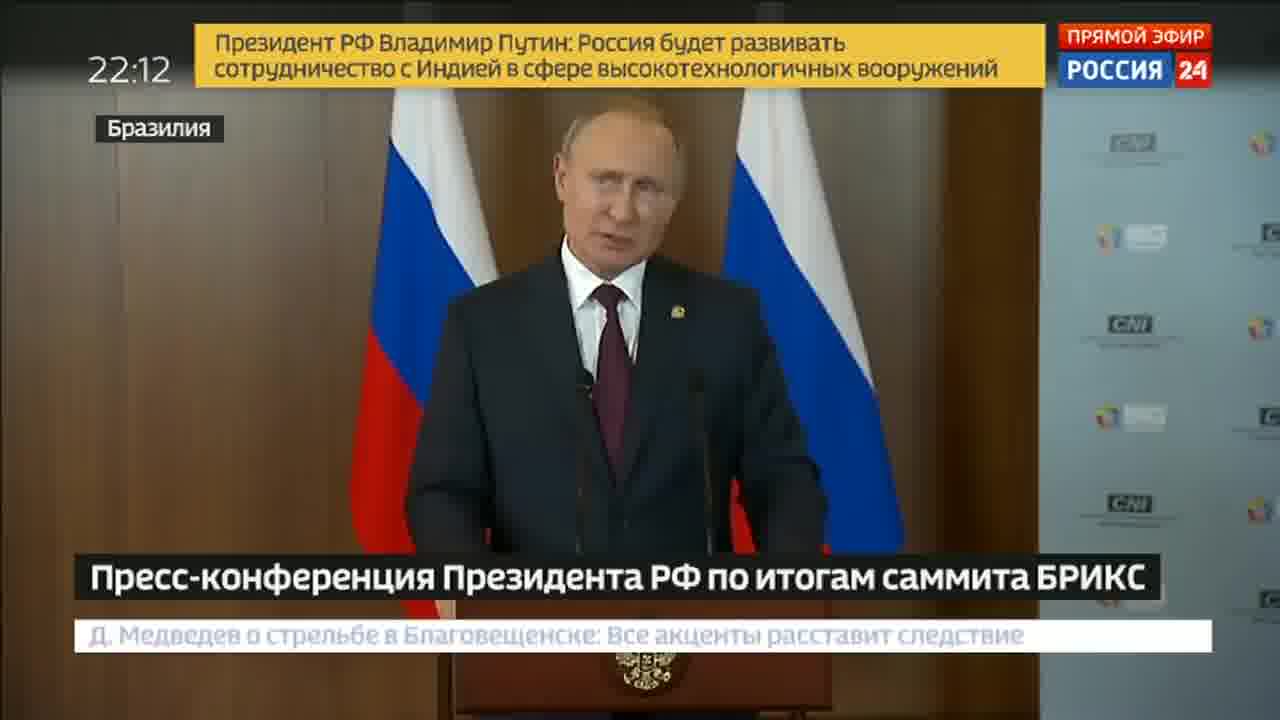 22:12
Президент РФ Владимир Путин: Россия будет развивать
сотрудничество с Индией в сфере высокотехнологичных вооружений
ПРЯМОЙ ЭФИР
РОССИЯ 24
Бразилия
CNI
CNI
CNI
Пресс-конференция Президента РФ по итогам саммита БРИКС
Д. Медведев о стрельбе в Благовещенске: Все акценты расставит следствие